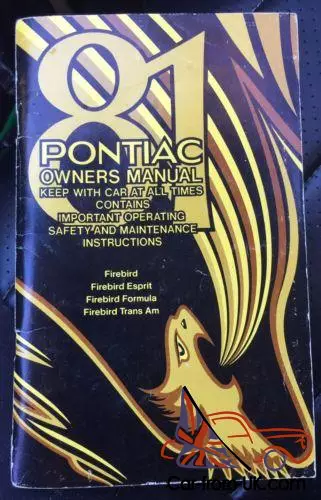 81
PONTIAC
OWNERS MANUAL
KEEP WITH CAR AT ALL TIMES
CONTAINS
IMPORTANT OPERATING
SAFETY AND MAINTENANCE
INSTRUCTIONS
Firebird
Firebird Esprit
Firebird Formula
Firebird Trans Am